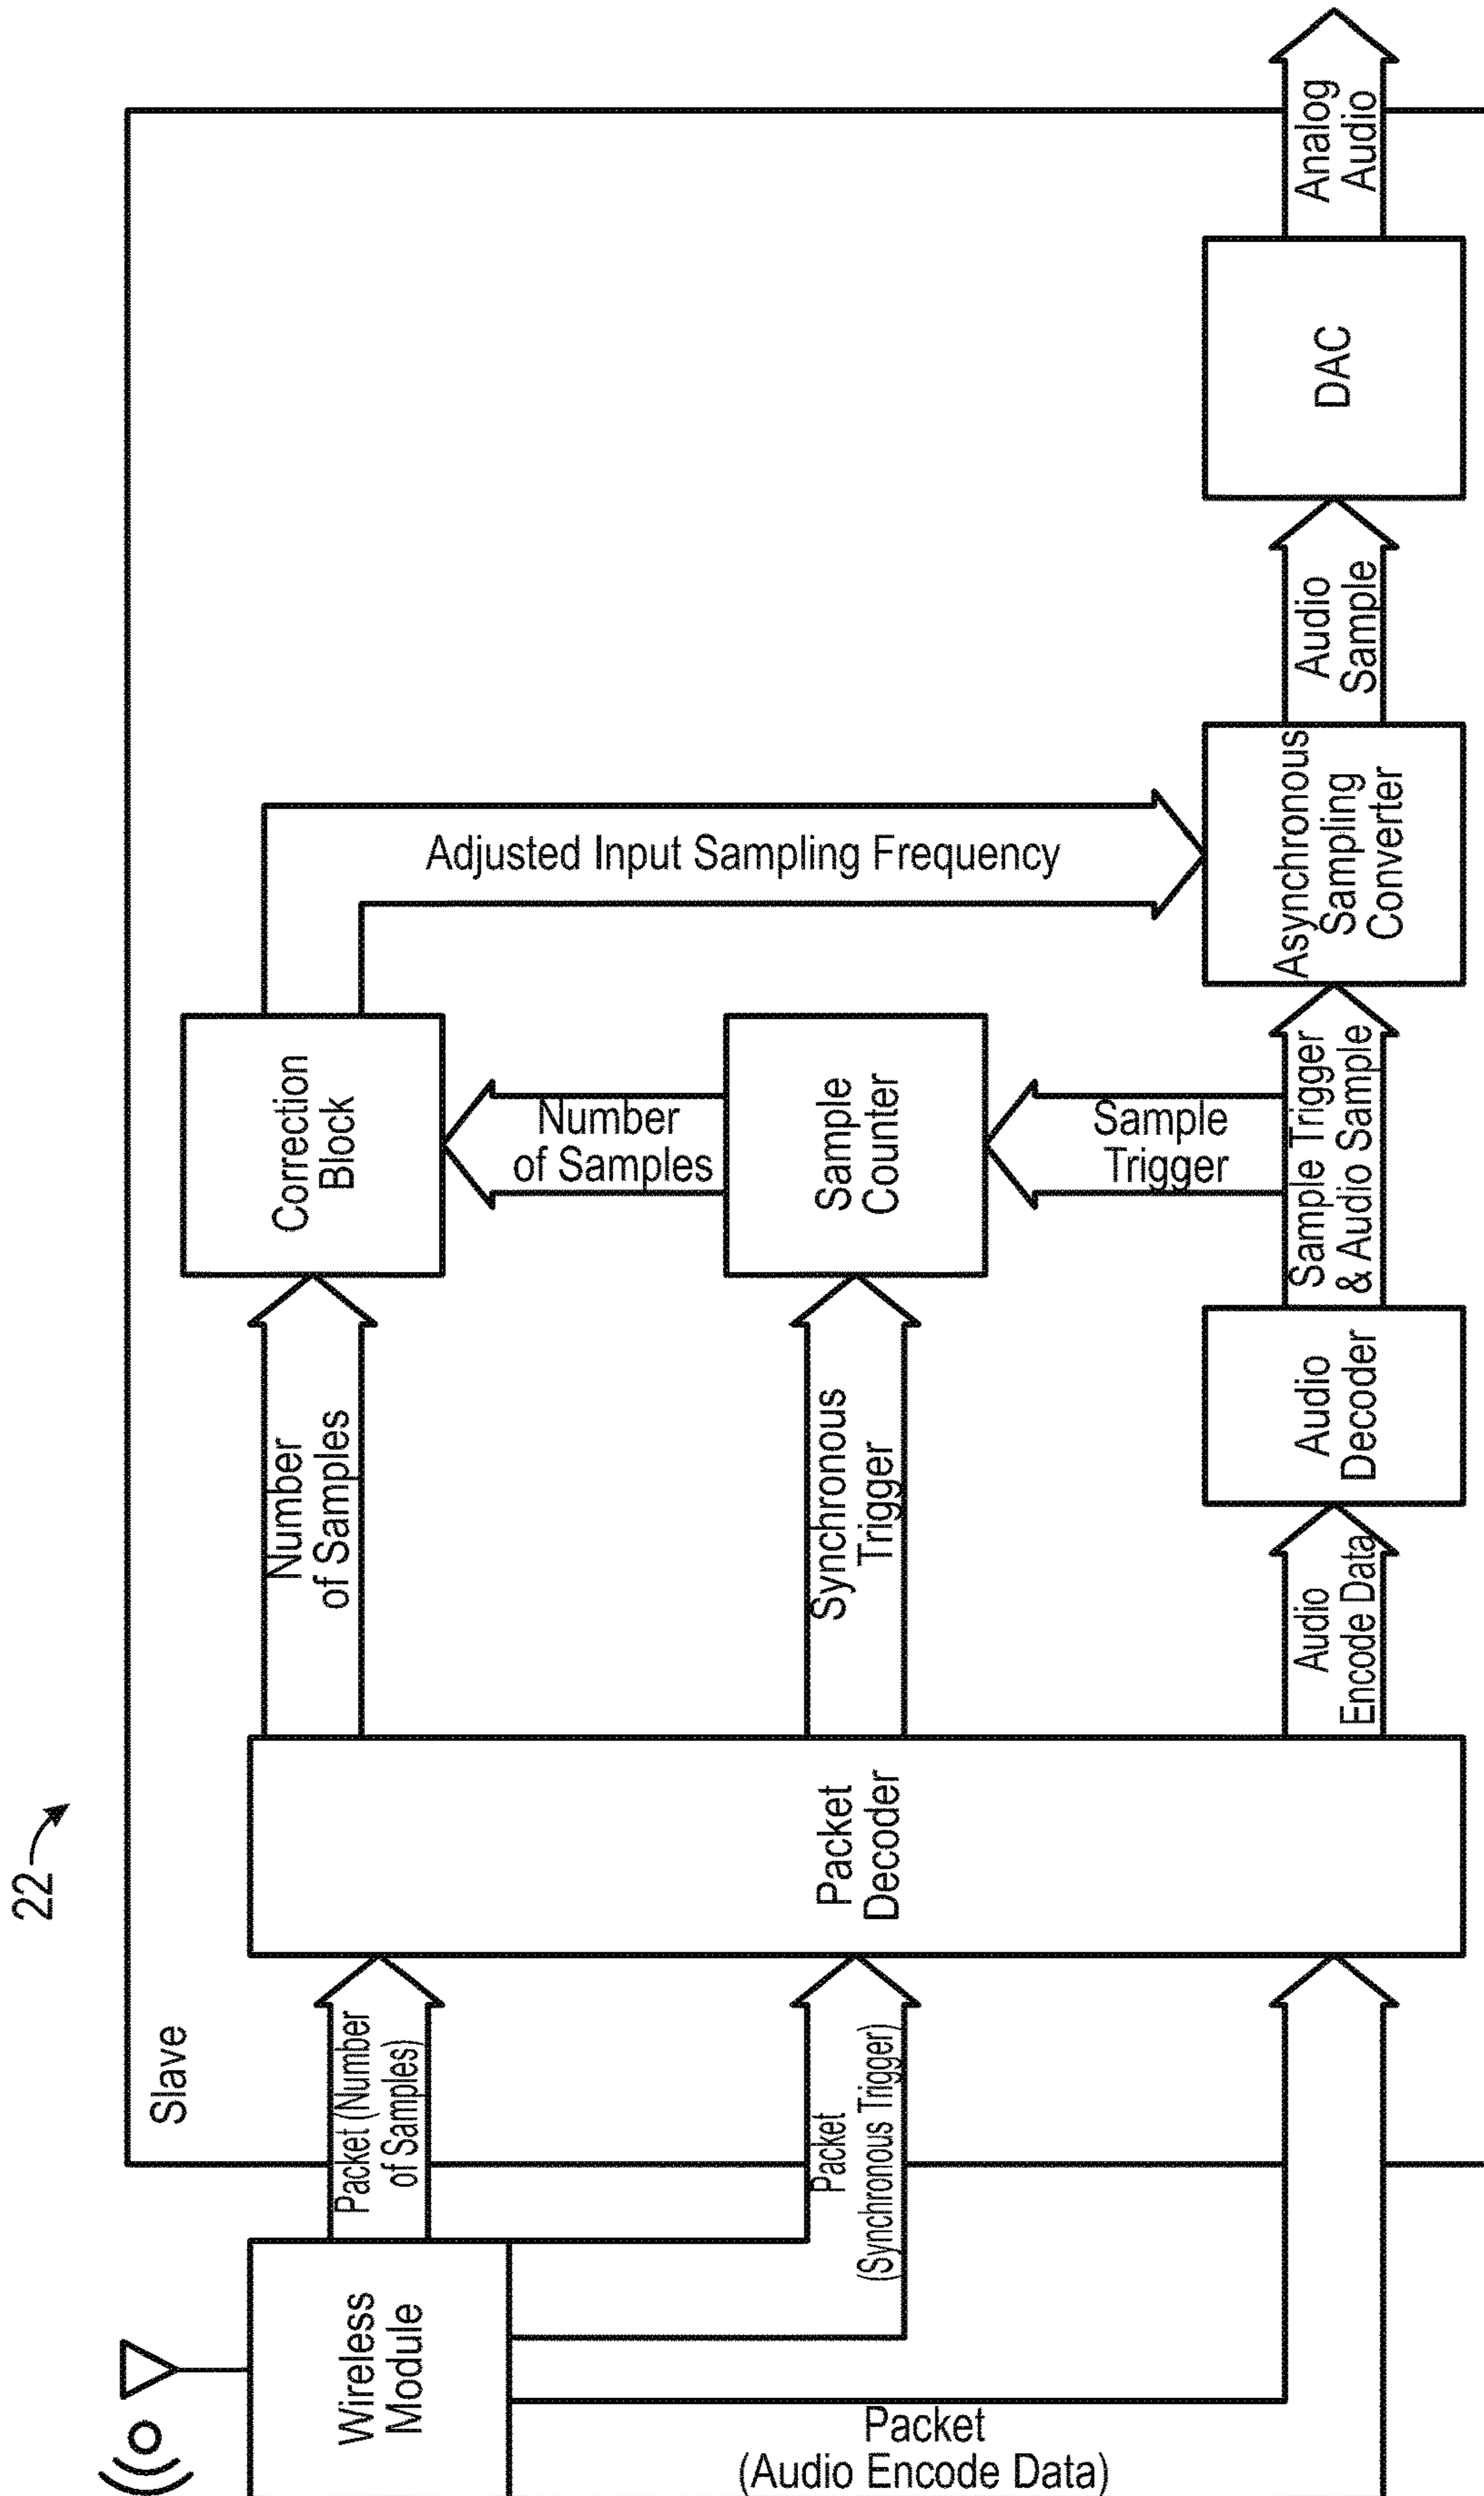 22
Slave
Wireless
Module
Packet (Number
of Samples)
Packet
(Synchronous Trigger)
Packet
(Audio Encode Data)
Packet
Decoder
Number
of Samples
Synchronous
Trigger
Audio
Encode Data
Audio
Decoder
Correction
Block
Number
of Samples
Sample
Counter
Sample
Trigger
Sample Trigger
& Audio Sample
Adjusted Input Sampling Frequency
Asynchronous
Sampling
Converter
Audio
Sample
DAC
Analog
Audio